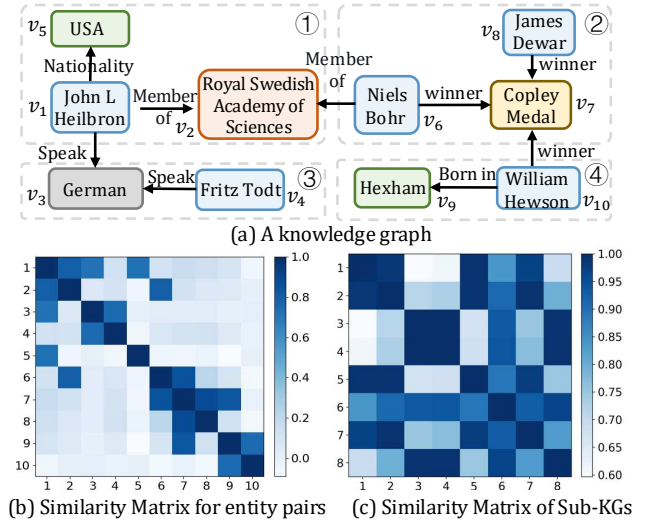 ①
②
v5 USA
James
Dewar
v8
Nationality
Member
of
winner
v1 John L
Heilbron
Member
of v2
Royal Swedish
Academy of
Sciences
Niels
Bohr
v6
winner
Copley
Medal
v7
Speak
winner
③
④
v3 German
Speak
Fritz Todt v4
Hexham
v9
Born in
William
Hewson
v10
(a) A knowledge graph
1 2 3 4 5 6 7 8 9 10
1 2 3 4 5 6 7 8 9 10
1.0
0.8
0.6
0.4
0.2
0.0
1 2 3 4 5 6 7 8
1 2 3 4 5 6 7 8
1.00
0.95
0.90
0.85
0.80
0.75
0.70
0.65
0.60
(b) Similarity Matrix for entity pairs
(c) Similarity Matrix of Sub-KGs